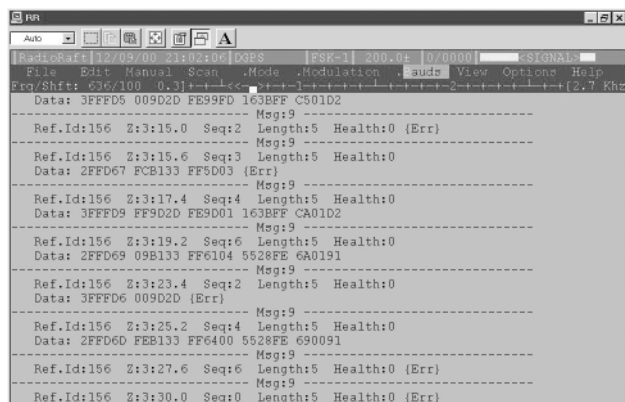 RR
Auto
A
RadioRaft|12/09/00 21:02:06|DGPS |FSK-1| 200.0± |0/0000| <SIGNAL>
File Edit Manual Scan .Mode .Modulation .Bauds View Options Help
Frq/Shft: 636/100 0.3] [2.7 Khz
Data: 3FFFD5 009D2D FE99FD 163BFF C501D2
------------------------------ Msg:9 ------------------------------
Ref.Id:156 Z:3:15.0 Seq:2 Length:5 Health:0 {Err}
------------------------------ Msg:9 ------------------------------
Ref.Id:156 Z:3:15.6 Seq:3 Length:5 Health:0
Data: 2FFD67 FCB133 FF5D03 {Err}
------------------------------ Msg:9 ------------------------------
Ref.Id:156 Z:3:17.4 Seq:4 Length:5 Health:0
Data: 3FFFD9 FF9D2D FE9D01 163BFF CA01D2
------------------------------ Msg:9 ------------------------------
Ref.Id:156 Z:3:19.2 Seq:6 Length:5 Health:0
Data: 2FFD69 09B133 FF6104 5528FE 6A0191
------------------------------ Msg:9 ------------------------------
Ref.Id:156 Z:3:23.4 Seq:2 Length:5 Health:0
Data: 3FFFD6 009D2D {Err}
------------------------------ Msg:9 ------------------------------
Ref.Id:156 Z:3:25.2 Seq:4 Length:5 Health:0
Data: 2FFD6D FEB133 FF6400 5528FE 690091
------------------------------ Msg:9 ------------------------------
Ref.Id:156 Z:3:27.6 Seq:6 Length:5 Health:0 {Err}
------------------------------ Msg:9 ------------------------------
Ref.Id:156 Z:3:30.0 Seq:0 Length:5 Health:0 {Err}